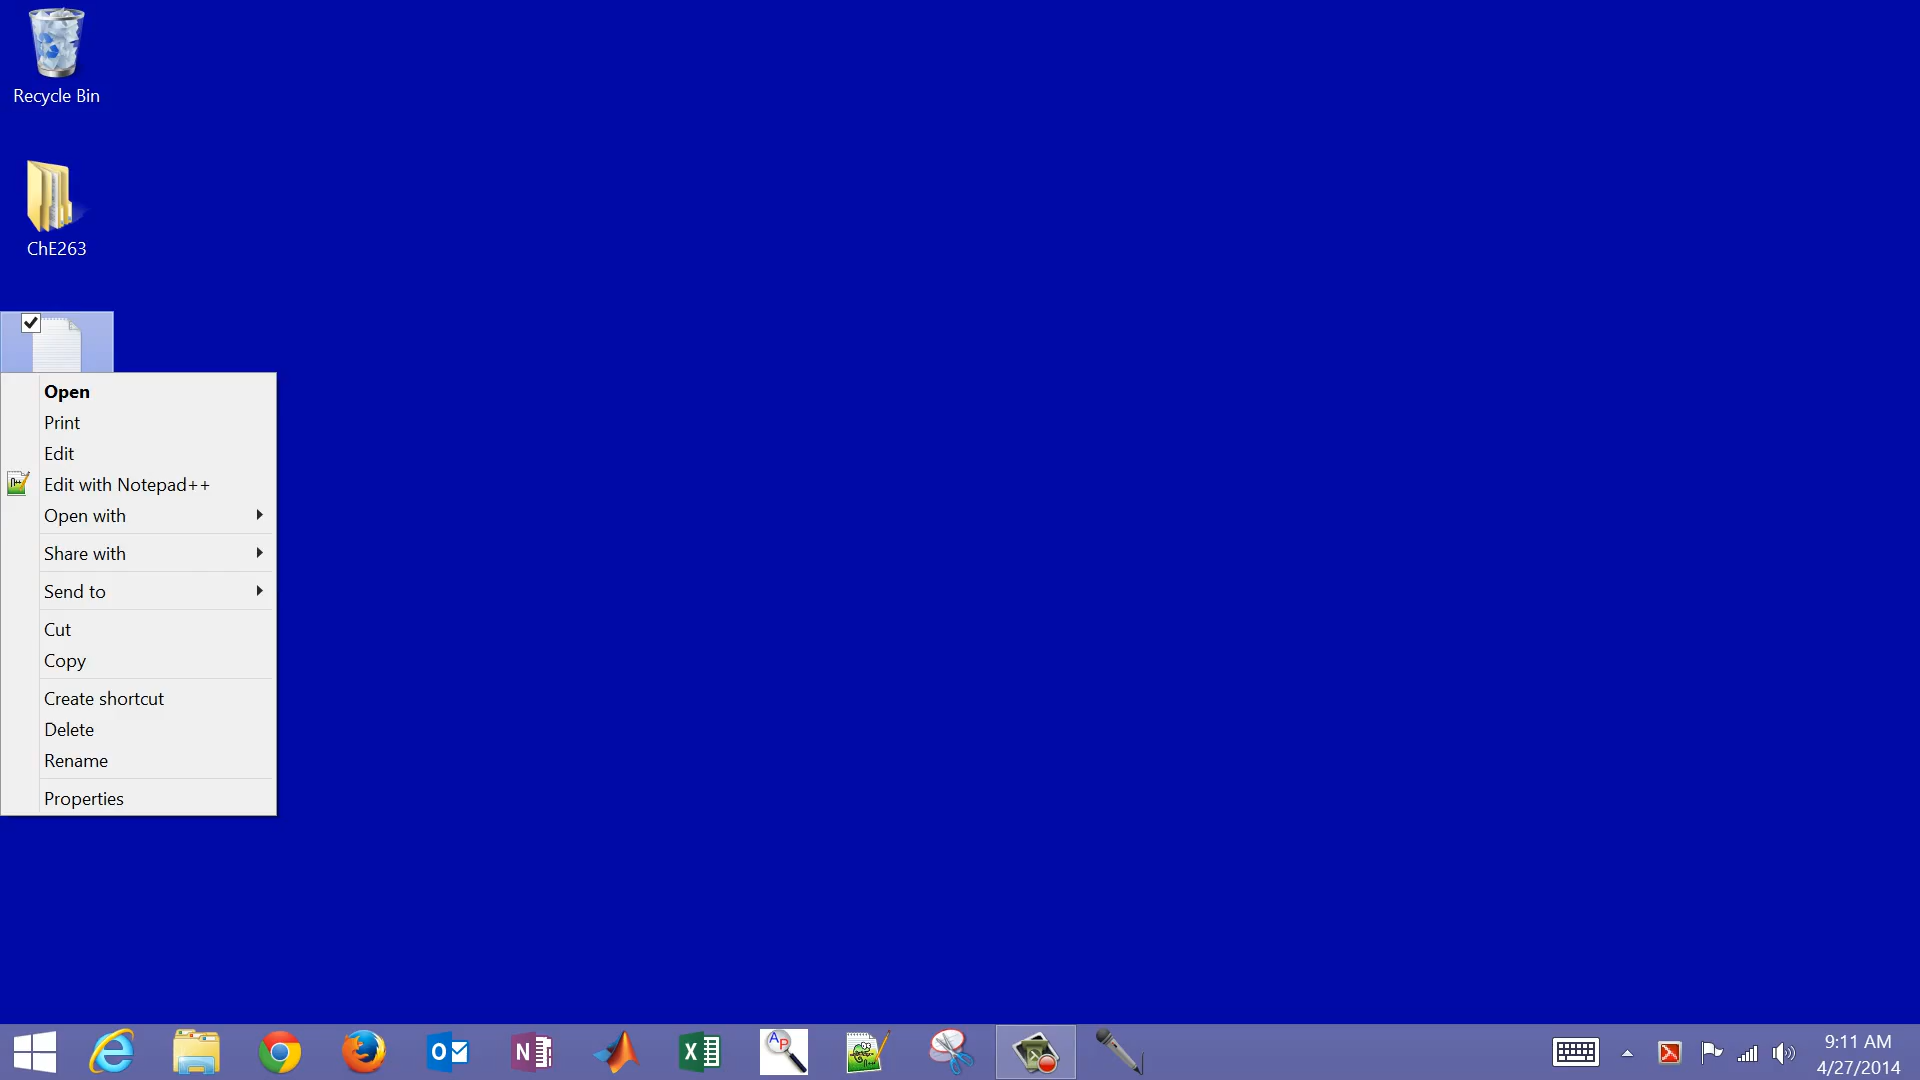 Recycle Bin
ChE263
Open
Print
Edit
Edit with Notepad++
Open with
Share with
Send to
Cut
Copy
Create shortcut
Delete
Rename
Properties
9:11 AM
4/27/2014